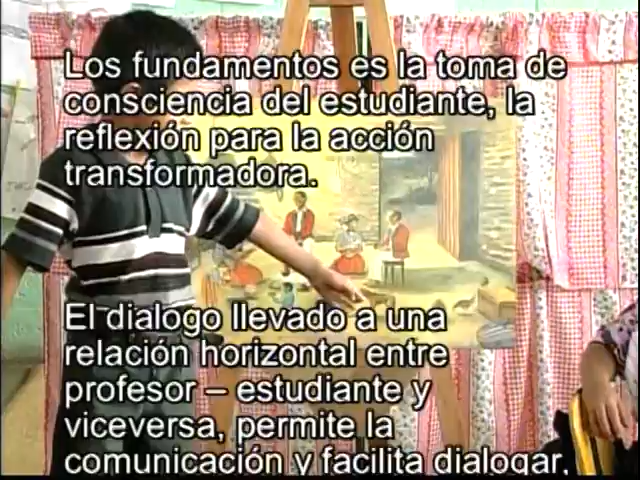 Los fundamentos es la toma de
consciencia del estudiante, la
reflexión para la acción
transformadora.
El dialogo llevado a una
relación horizontal entre
profesor – estudiante y
viceversa, permite la
comunicación y facilita dialogar,